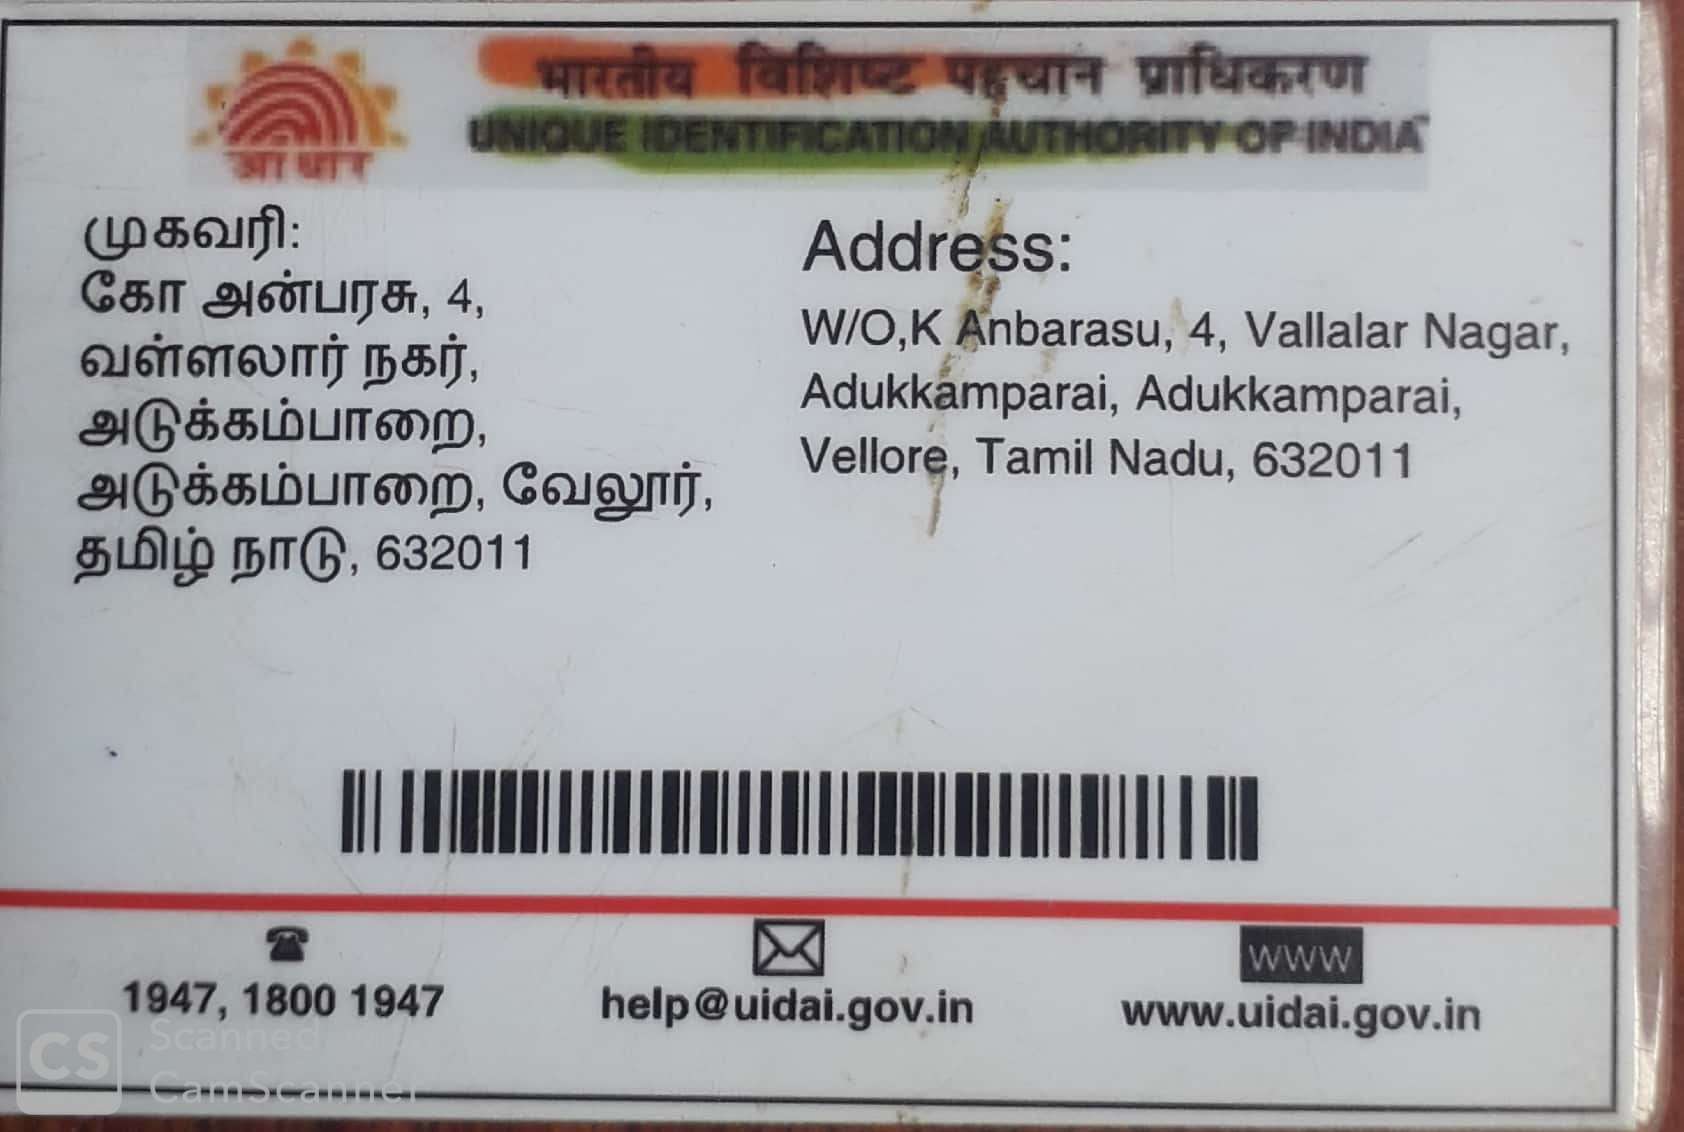 भारतीय विशिष्ट पहचान प्राधिकरण
UNIQUE IDENTIFICATION AUTHORITY OF INDIA
आधार
முகவரி:
கோ அன்பரசு, 4,
வள்ளலார் நகர்,
அடுக்கம்பாறை,
அடுக்கம்பாறை, வேலூர்,
தமிழ் நாடு, 632011
Address:
W/O,K Anbarasu, 4, Vallalar Nagar,
Adukkamparai, Adukkamparai,
Vellore, Tamil Nadu, 632011
1947, 1800 1947
help@uidai.gov.in
www
www.uidai.gov.in
CS
Scanned
CamScanner